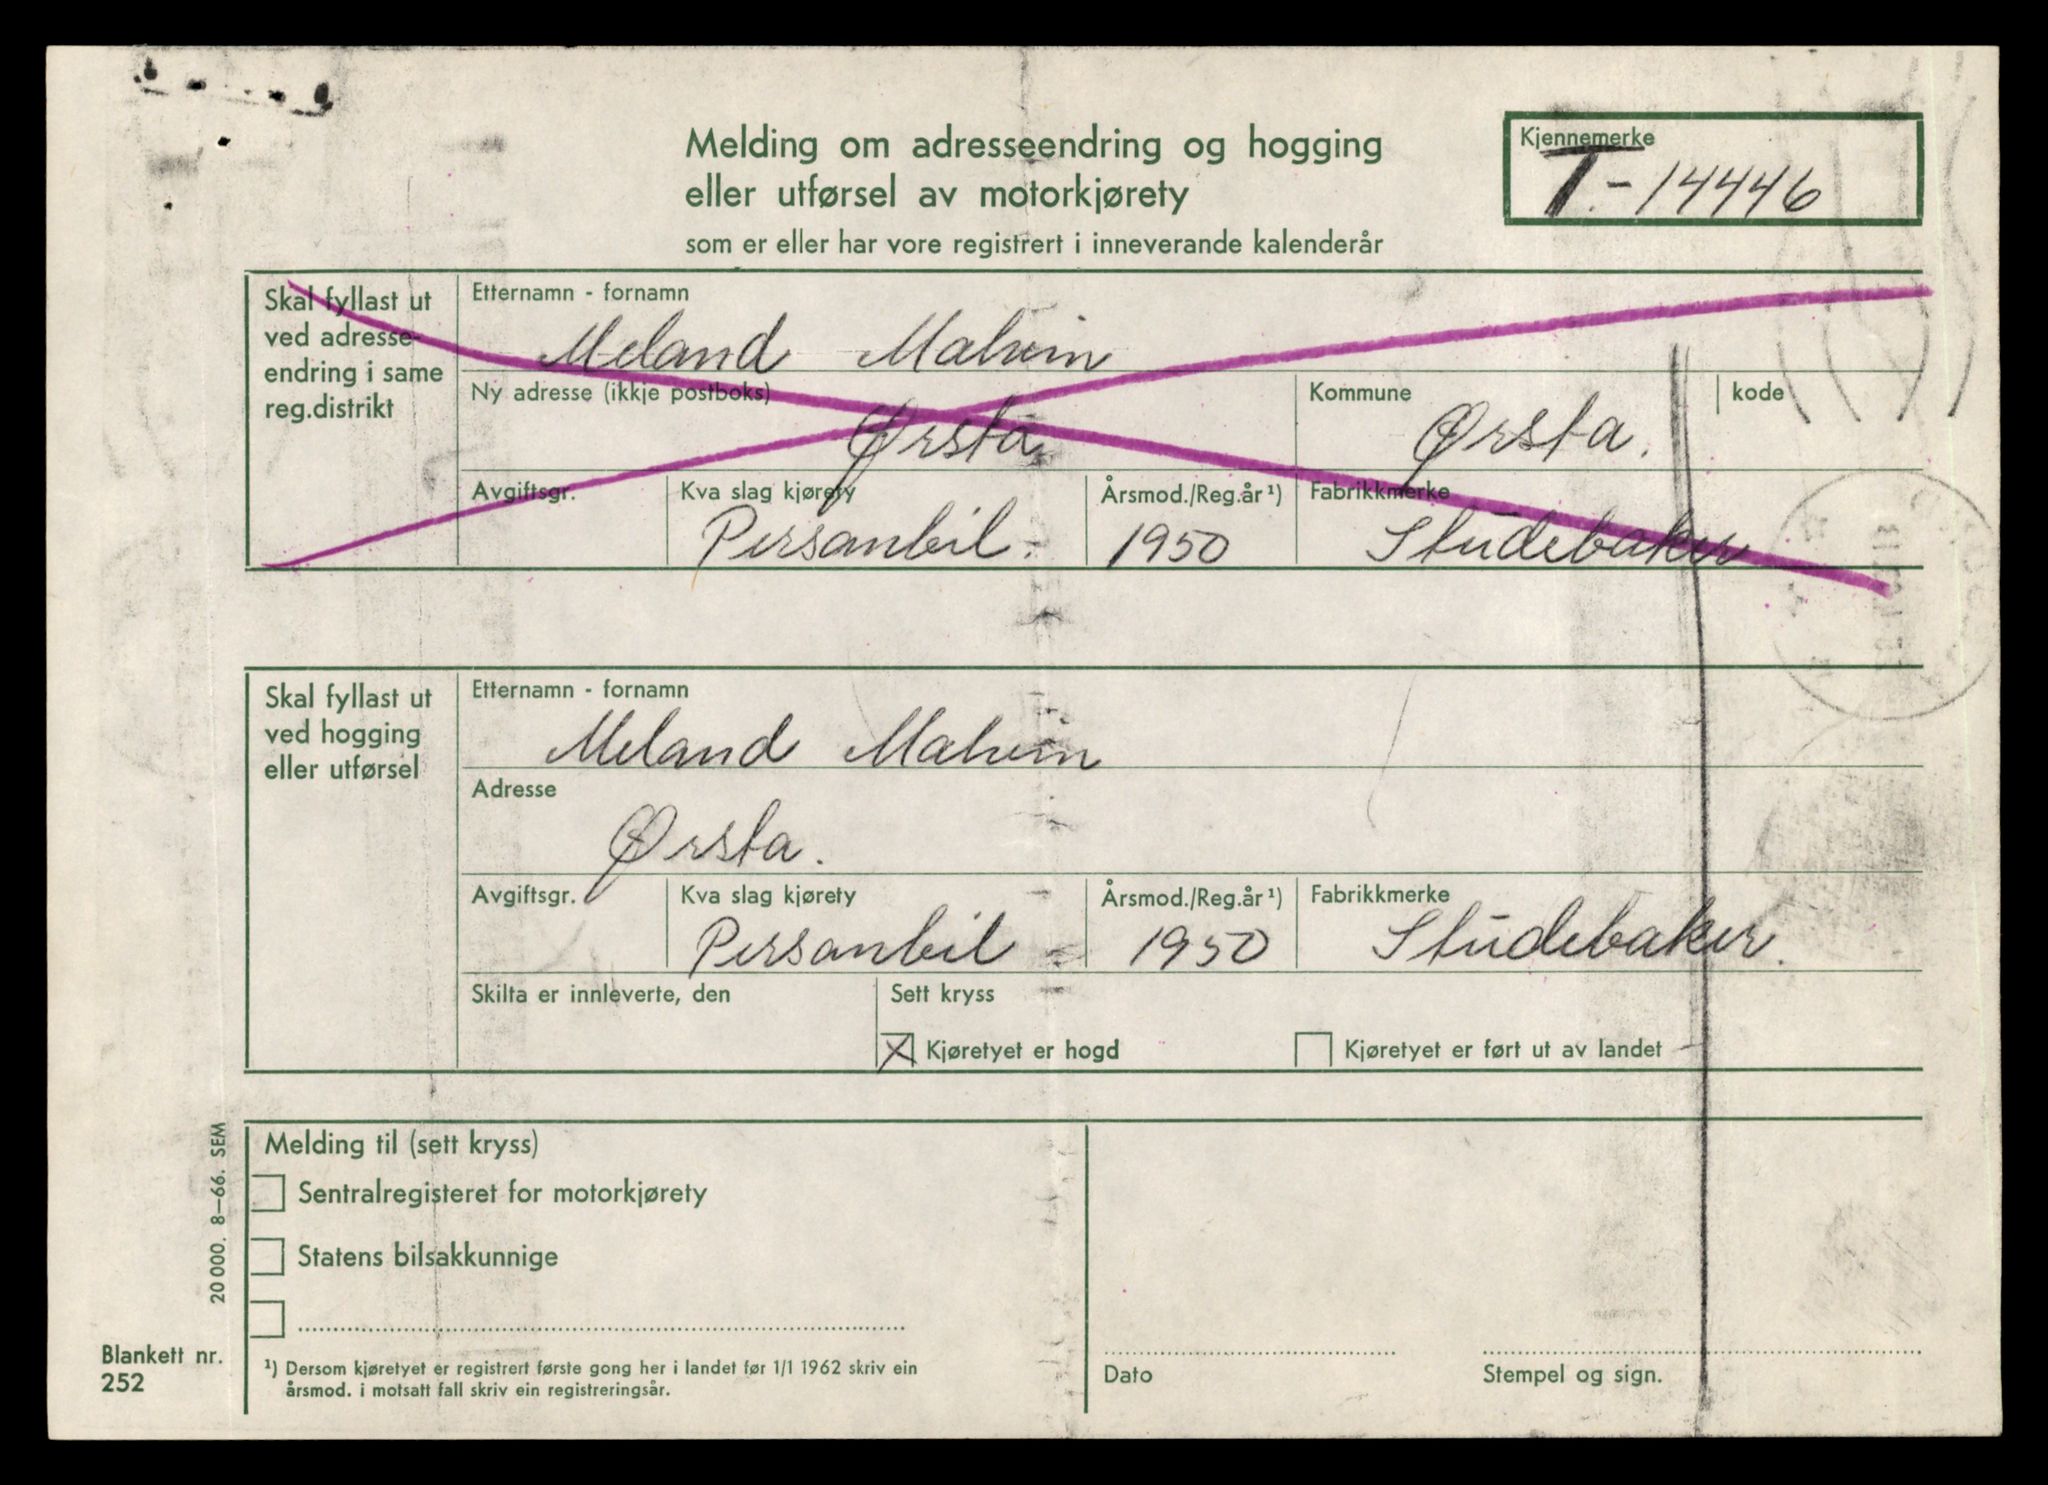 Melding om adresseendring og hogging
eller utførsel av motorkjørety
som er eller har vore registrert i inneverande kalenderår
Kjennemerke
T.-14446
Skal fyllast ut
ved adresse-
endring i same
reg.distrikt
Etternamn - fornamn
Meland Malvin
Ny adresse (ikkje postboks)
Ørsta
Kommune
Ørsta.
kode
Avgiftsgr.
Kva slag kjørety
Personbil.
Årsmod./Reg.år ¹)
1950
Fabrikkmerke
Studebaker
Skal fyllast ut
ved hogging
eller utførsel
Etternamn - fornamn
Meland Malvin
Adresse
Ørsta.
Avgiftsgr.
Kva slag kjørety
Personbil
Årsmod./Reg.år ¹)
1950
Fabrikkmerke
Studebaker.
Skilta er innleverte, den
Sett kryss
X Kjøretyet er hogd
Kjøretyet er ført ut av landet
Melding til (sett kryss)
Sentralregisteret for motorkjørety
Statens bilsakkunnige
20 000. 8–66. SEM
Blankett nr.
252
¹) Dersom kjøretyet er registrert første gong her i landet før 1/1 1962 skriv ein
årsmod. i motsatt fall skriv ein registreringsår.
Dato
Stempel og sign.